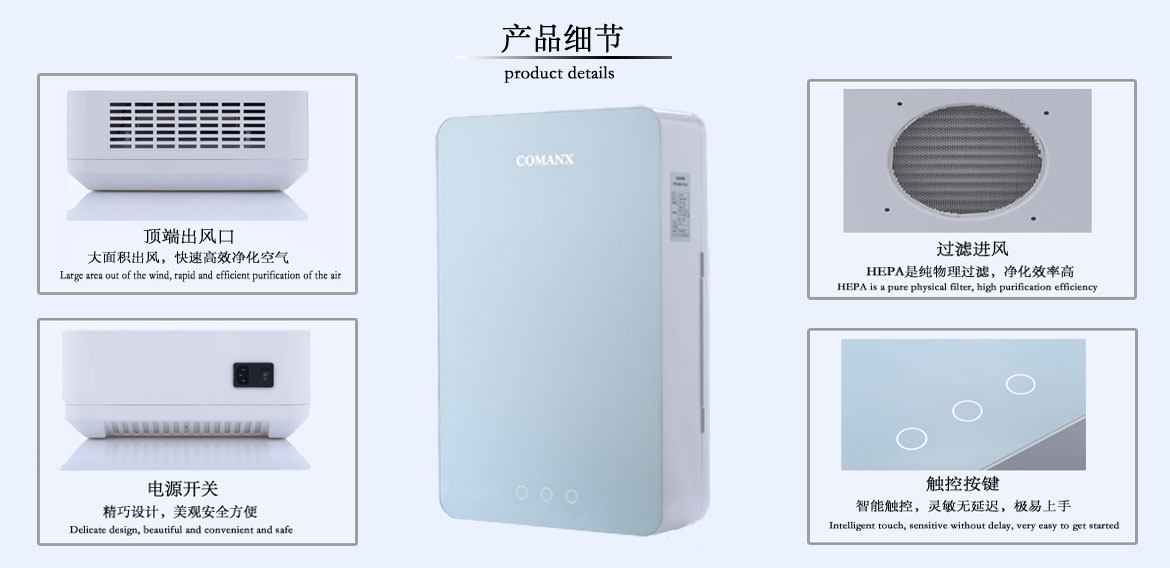 产品细节
product details
顶端出风口
大面积出风，快速高效净化空气
Large area out of the wind, rapid and efficient purification of the air
COMANX
过滤进风
HEPA是纯物理过滤，净化效率高
HEPA is a pure physical filter, high purification efficiency
电源开关
精巧设计，美观安全方便
Delicate design, beautiful and convenient and safe
触控按键
智能触控，灵敏无延迟，极易上手
Intelligent touch, sensitive without delay, very easy to get started